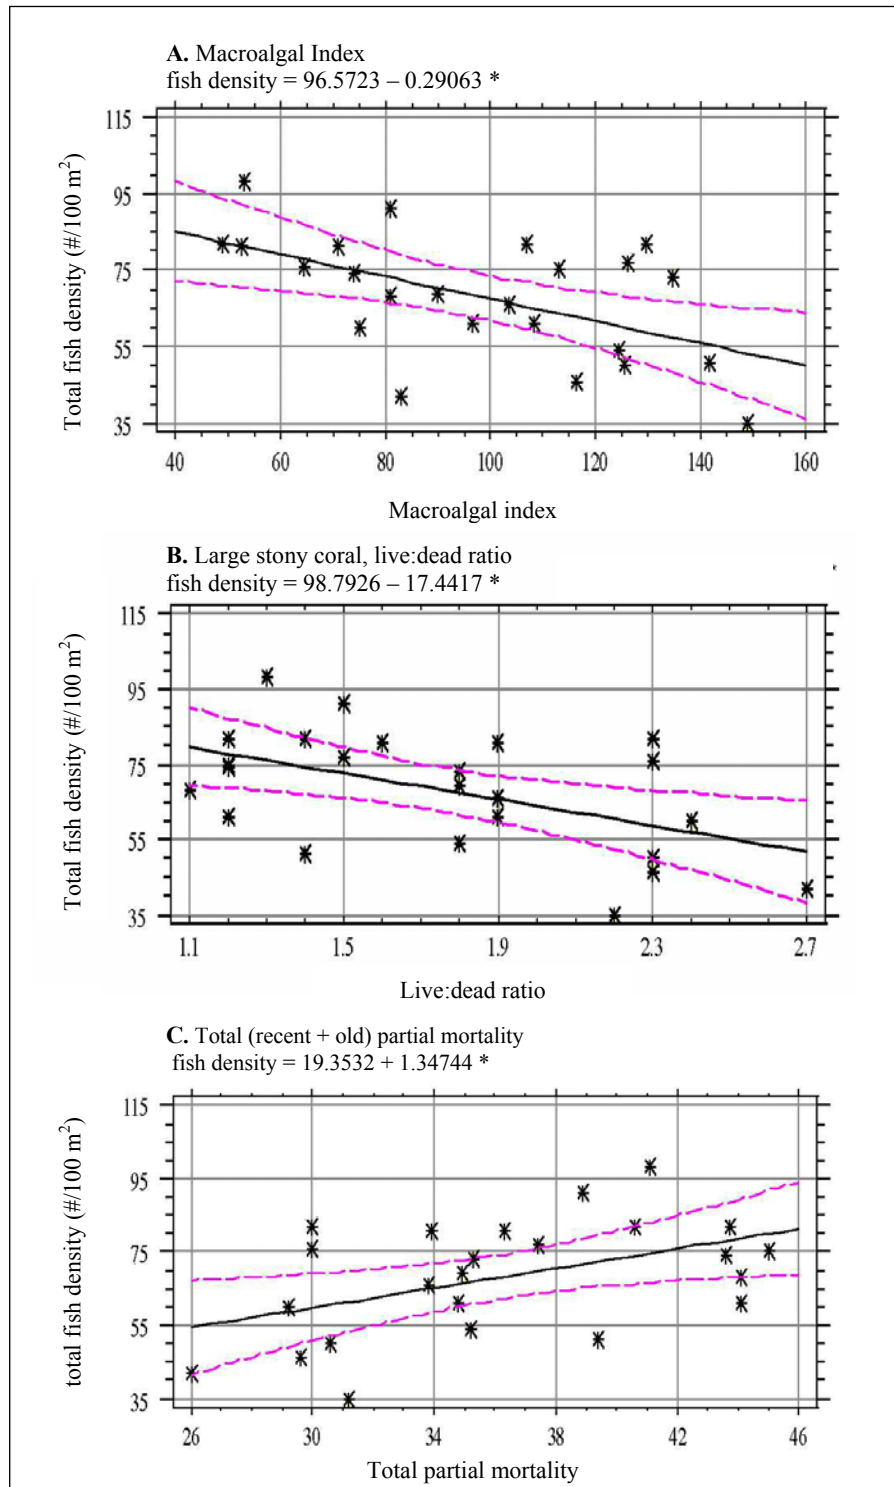 A. Macroalgal Index
fish density = 96.5723 – 0.29063 *
Total fish density (#/100 m²)
115
95
75
55
35
40 60 80 100 120 140 160
Macroalgal index
B. Large stony coral, live:dead ratio
fish density = 98.7926 – 17.4417 *
Total fish density (#/100 m²)
115
95
75
55
35
1.1 1.5 1.9 2.3 2.7
Live:dead ratio
C. Total (recent + old) partial mortality
fish density = 19.3532 + 1.34744 *
total fish density (#/100 m²)
115
95
75
55
35
26 30 34 38 42 46
Total partial mortality